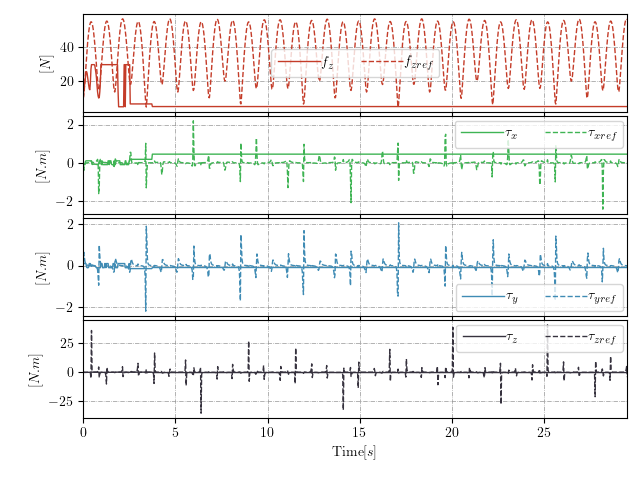 [N]
40
20
f_z
f_zref
[N.m]
2
0
−2
τ_x
τ_xref
[N.m]
2
0
−2
τ_y
τ_yref
[N.m]
25
0
−25
τ_z
τ_zref
0 5 10 15 20 25
Time[s]